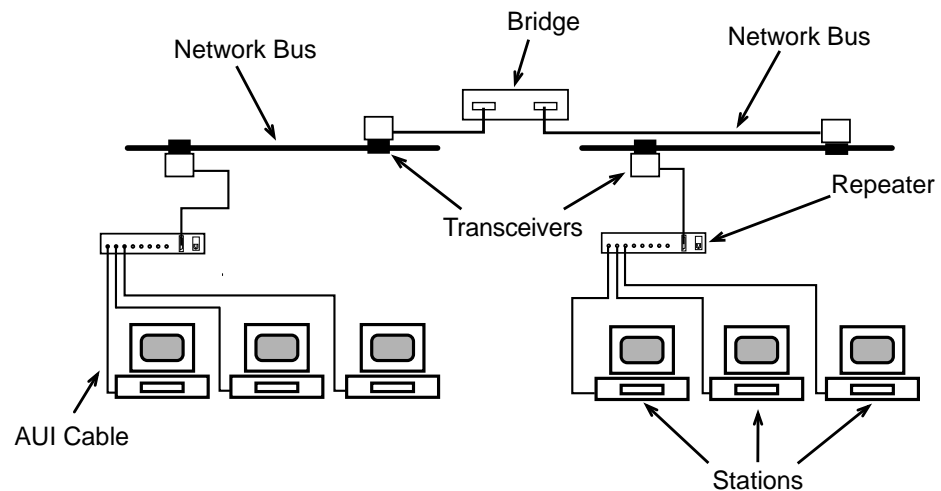 Bridge
Network Bus
Network Bus
Repeater
Transceivers
AUI Cable
Stations